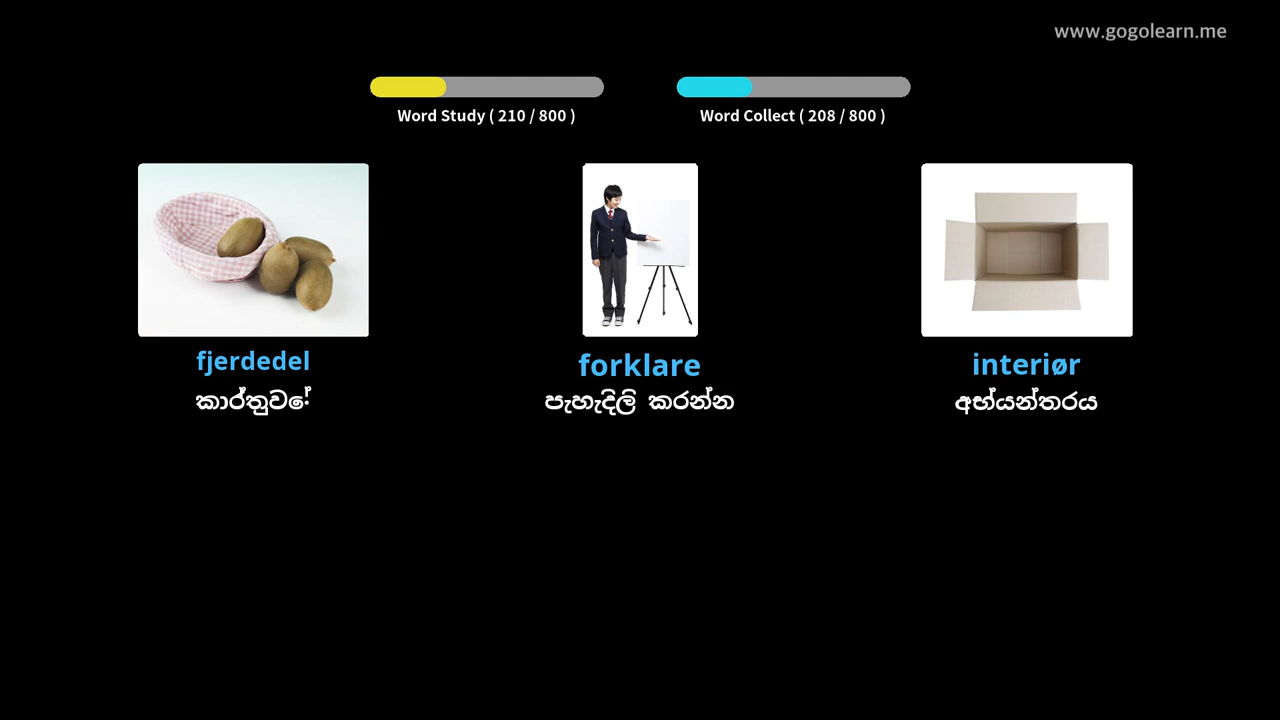 www.gogolearn.me
Word Study ( 210 / 800 )
Word Collect ( 208 / 800 )
fjerdedel
forklare
interiør
කාර්තුවේ
පැහැදිලි කරන්න
අභ්යන්තරය